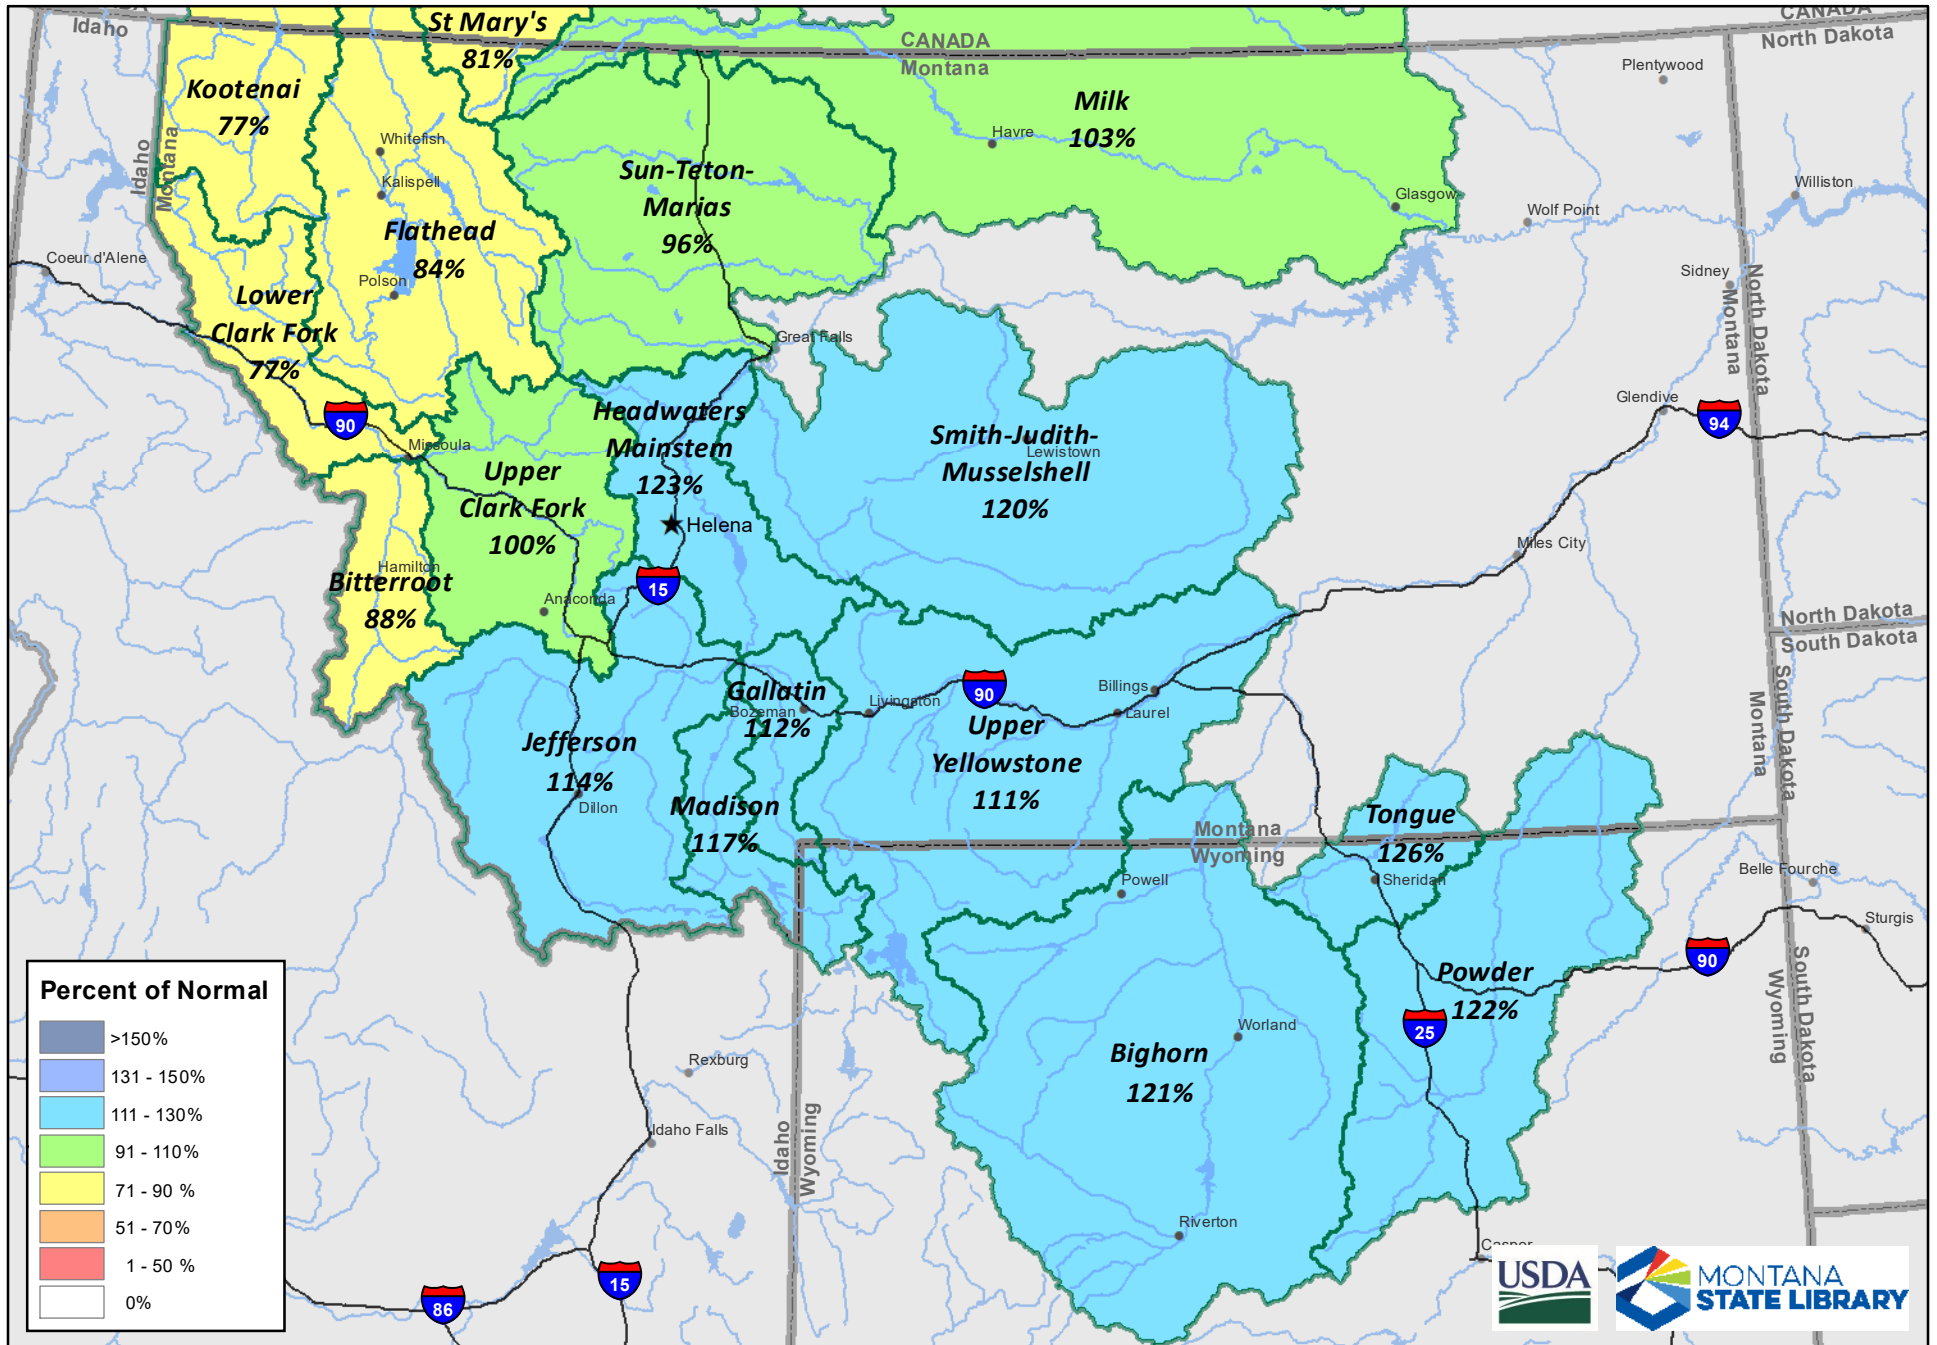 CANADA
Idaho
St Mary's
81%
CANADA
Montana
CANADA
North Dakota
Plentywood
Kootenai
77%
Milk
103%
Havre
Whitefish
Kalispell
Idaho
Montana
Sun-Teton-
Marias
96%
Glasgow
Wolf Point
Williston
Flathead
84%
Coeur d'Alene
Polson
Sidney
Montana
North Dakota
Lower
Clark Fork
77%
Great Falls
90
Missoula
Headwaters
Mainstem
123%
Smith-Judith-
Lewistown
Musselshell
120%
Glendive
94
Upper
Clark Fork
100%
Helena
Miles City
Hamilton
Bitterroot
88%
Anaconda
15
North Dakota
South Dakota
Gallatin
Bozeman
112%
Livingston
90
Billings
Laurel
Upper
Yellowstone
111%
Montana
South Dakota
Jefferson
114%
Dillon
Madison
117%
Tongue
126%
Montana
Wyoming
Powell
Sheridan
Belle Fourche
Sturgis
90
Powder
122%
25
Wyoming
South Dakota
Worland
Bighorn
121%
Rexburg
Idaho Falls
Idaho
Wyoming
Riverton
Casper
15
86
Percent of Normal
>150%
131 - 150%
111 - 130%
91 - 110%
71 - 90 %
51 - 70%
1 - 50 %
0%
USDA
MONTANA
STATE LIBRARY